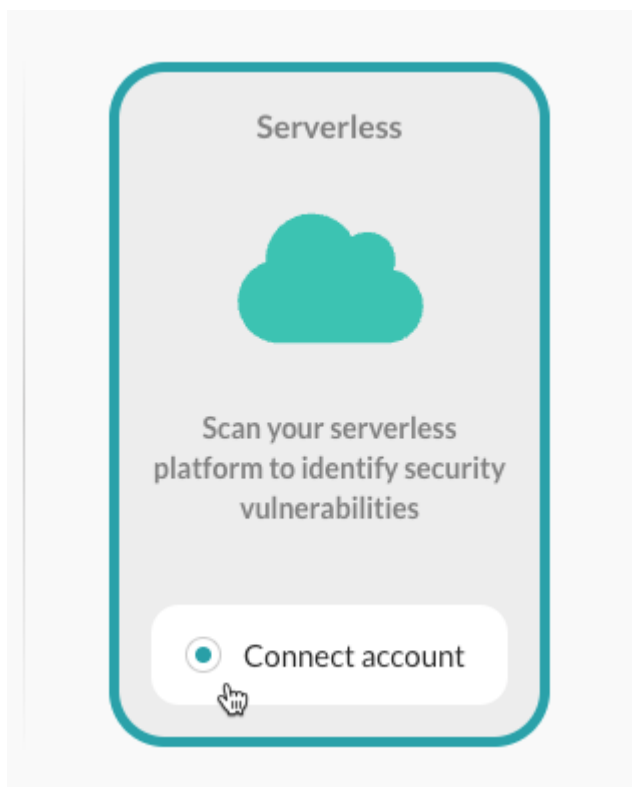 Serverless
Scan your serverless
platform to identify security
vulnerabilities
Connect account